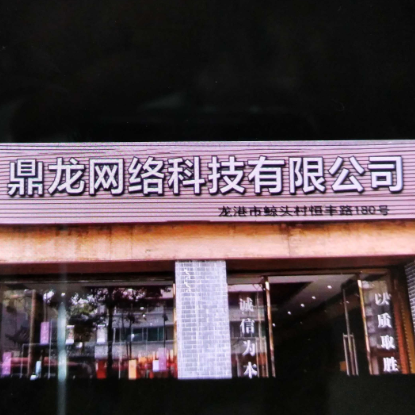 鼎龙网络科技有限公司
龙港市鲸头村恒丰路180号
诚信为本
以质取胜